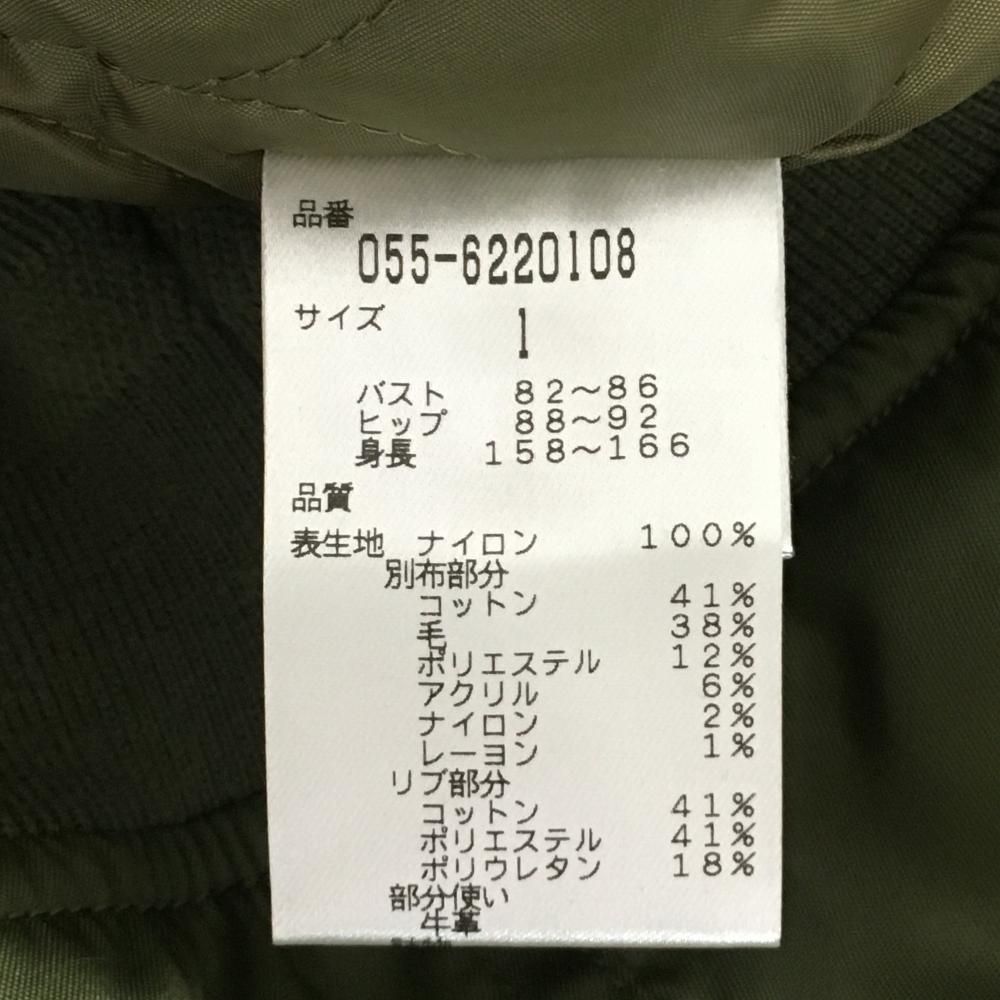 品番
055-6220108
サイズ 1
バスト 82～86
ヒップ 88～92
身長 158～166
品質
表生地 ナイロン 100%
別布部分
コットン 41%
毛 38%
ポリエステル 12%
アクリル 6%
ナイロン 2%
レーヨン 1%
リブ部分
コットン 41%
ポリエステル 41%
ポリウレタン 18%
部分使い
牛革